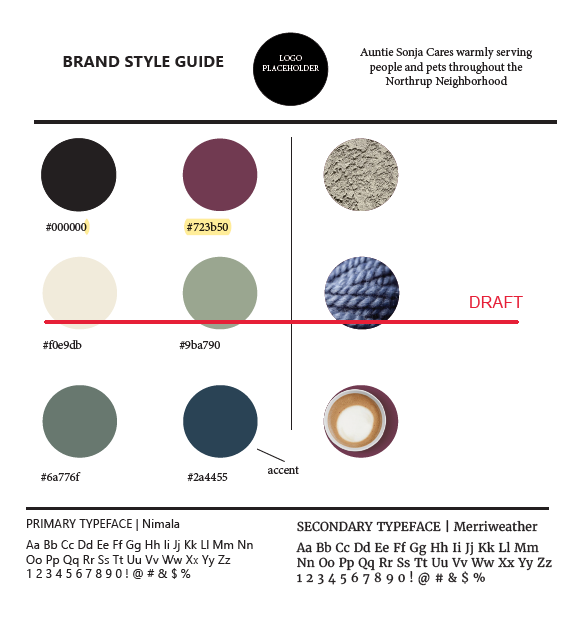 BRAND STYLE GUIDE
LOGO
PLACEHOLDER
Auntie Sonja Cares warmly serving
people and pets throughout the
Northrup Neighborhood
#000000
#723b50
DRAFT
#f0e9db
#9ba790
#6a776f
#2a4455
accent
PRIMARY TYPEFACE | Nimala
Aa Bb Cc Dd Ee Ff Gg Hh Ii Jj Kk Ll Mm Nn
Oo Pp Qq Rr Ss Tt Uu Vv Ww Xx Yy Zz
1 2 3 4 5 6 7 8 9 0 ! @ # & $ %
SECONDARY TYPEFACE | Merriweather
Aa Bb Cc Dd Ee Ff Gg Hh Ii Jj Kk Ll Mm
Nn Oo Pp Qq Rr Ss Tt Uu Vv Ww Xx Yy Zz
1 2 3 4 5 6 7 8 9 0 ! @ # & $ %